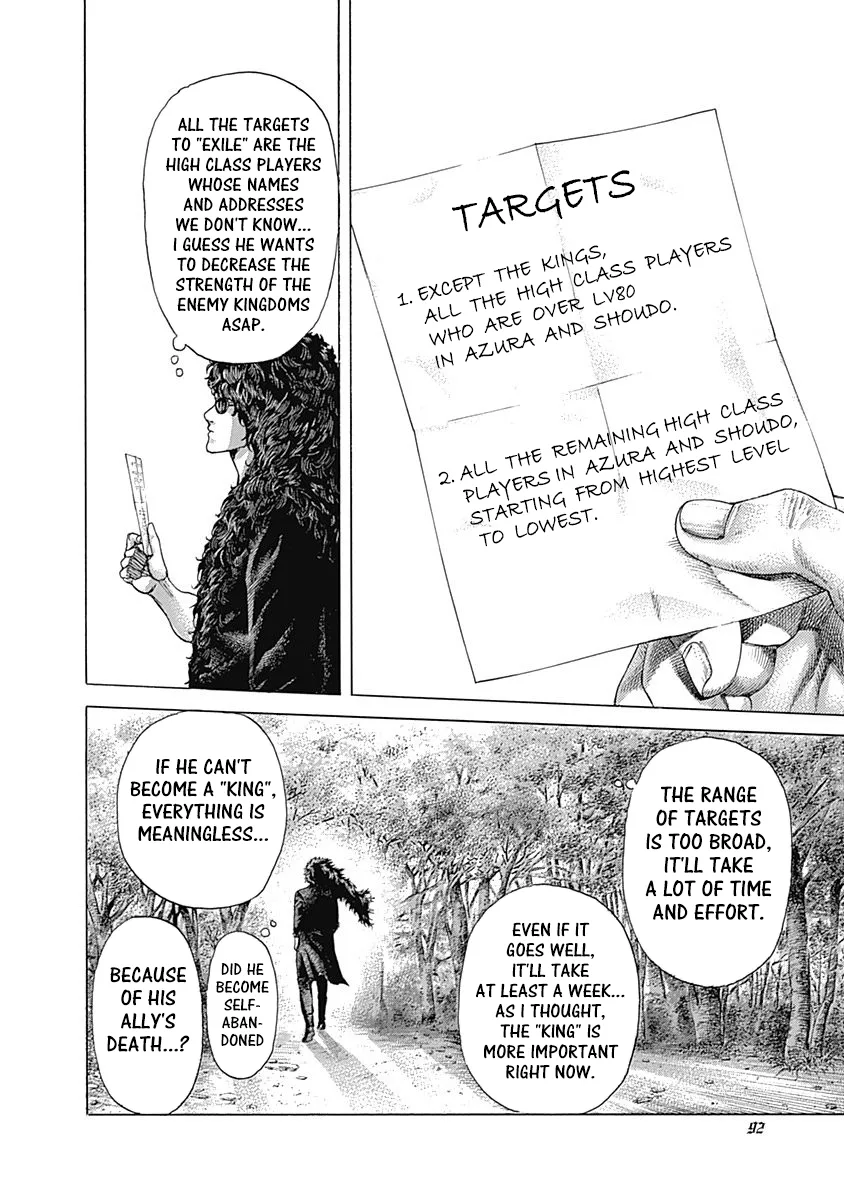 TARGETS
1. EXCEPT THE KINGS,
ALL THE HIGH CLASS PLAYERS
WHO ARE OVER LV80
IN AZURA AND SHOUDO.
2. ALL THE REMAINING HIGH CLASS
PLAYERS IN AZURA AND SHOUDO,
STARTING FROM HIGHEST LEVEL
TO LOWEST.
ALL THE TARGETS
TO "EXILE" ARE THE
HIGH CLASS PLAYERS
WHOSE NAMES
AND ADDRESSES
WE DON'T KNOW...
I GUESS HE WANTS
TO DECREASE THE
STRENGTH OF THE
ENEMY KINGDOMS
ASAP.
THE RANGE
OF TARGETS
IS TOO BROAD,
IT'LL TAKE
A LOT OF TIME
AND EFFORT.
EVEN IF IT
GOES WELL,
IT'LL TAKE
AT LEAST A WEEK...
AS I THOUGHT,
THE "KING" IS
MORE IMPORTANT
RIGHT NOW.
IF HE CAN'T
BECOME A "KING",
EVERYTHING IS
MEANINGLESS...
DID HE
BECOME
SELF-
ABAN-
DONED
BECAUSE
OF HIS
ALLY'S
DEATH...?
92